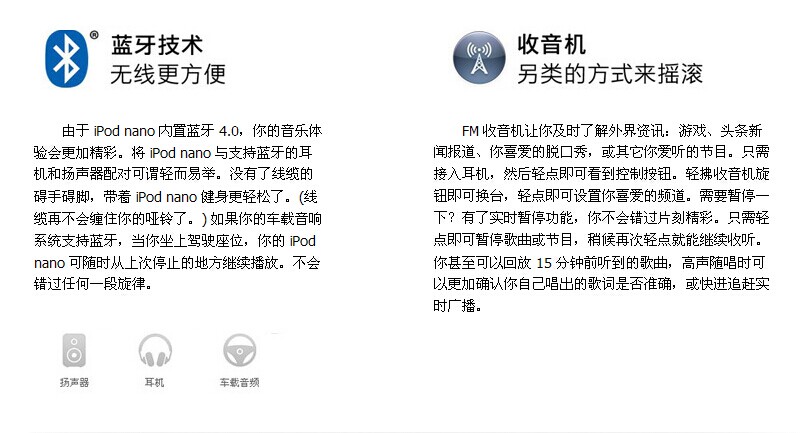 蓝牙技术
无线更方便
由于 iPod nano 内置蓝牙 4.0，你的音乐体
验会更加精彩。将 iPod nano 与支持蓝牙的耳
机和扬声器配对可谓轻而易举。没有了线缆的
碍手碍脚，带着 iPod nano 健身更轻松了。(线
缆再不会缠住你的哑铃了。) 如果你的车载音响
系统支持蓝牙，当你坐上驾驶座位，你的 iPod
nano 可随时从上次停止的地方继续播放。不会
错过任何一段旋律。
扬声器
耳机
车载音频
收音机
另类的方式来摇滚
FM 收音机让你及时了解外界资讯：游戏、头条新
闻报道、你喜爱的脱口秀，或其它你爱听的节目。只需
接入耳机，然后轻点即可看到控制按钮。轻拂收音机旋
钮即可换台，轻点即可设置你喜爱的频道。需要暂停一
下？有了实时暂停功能，你不会错过片刻精彩。只需轻
点即可暂停歌曲或节目，稍候再次轻点就能继续收听。
你甚至可以回放 15 分钟前听到的歌曲，高声随唱时可
以更加确认你自己唱出的歌词是否准确，或快进追赶实
时广播。